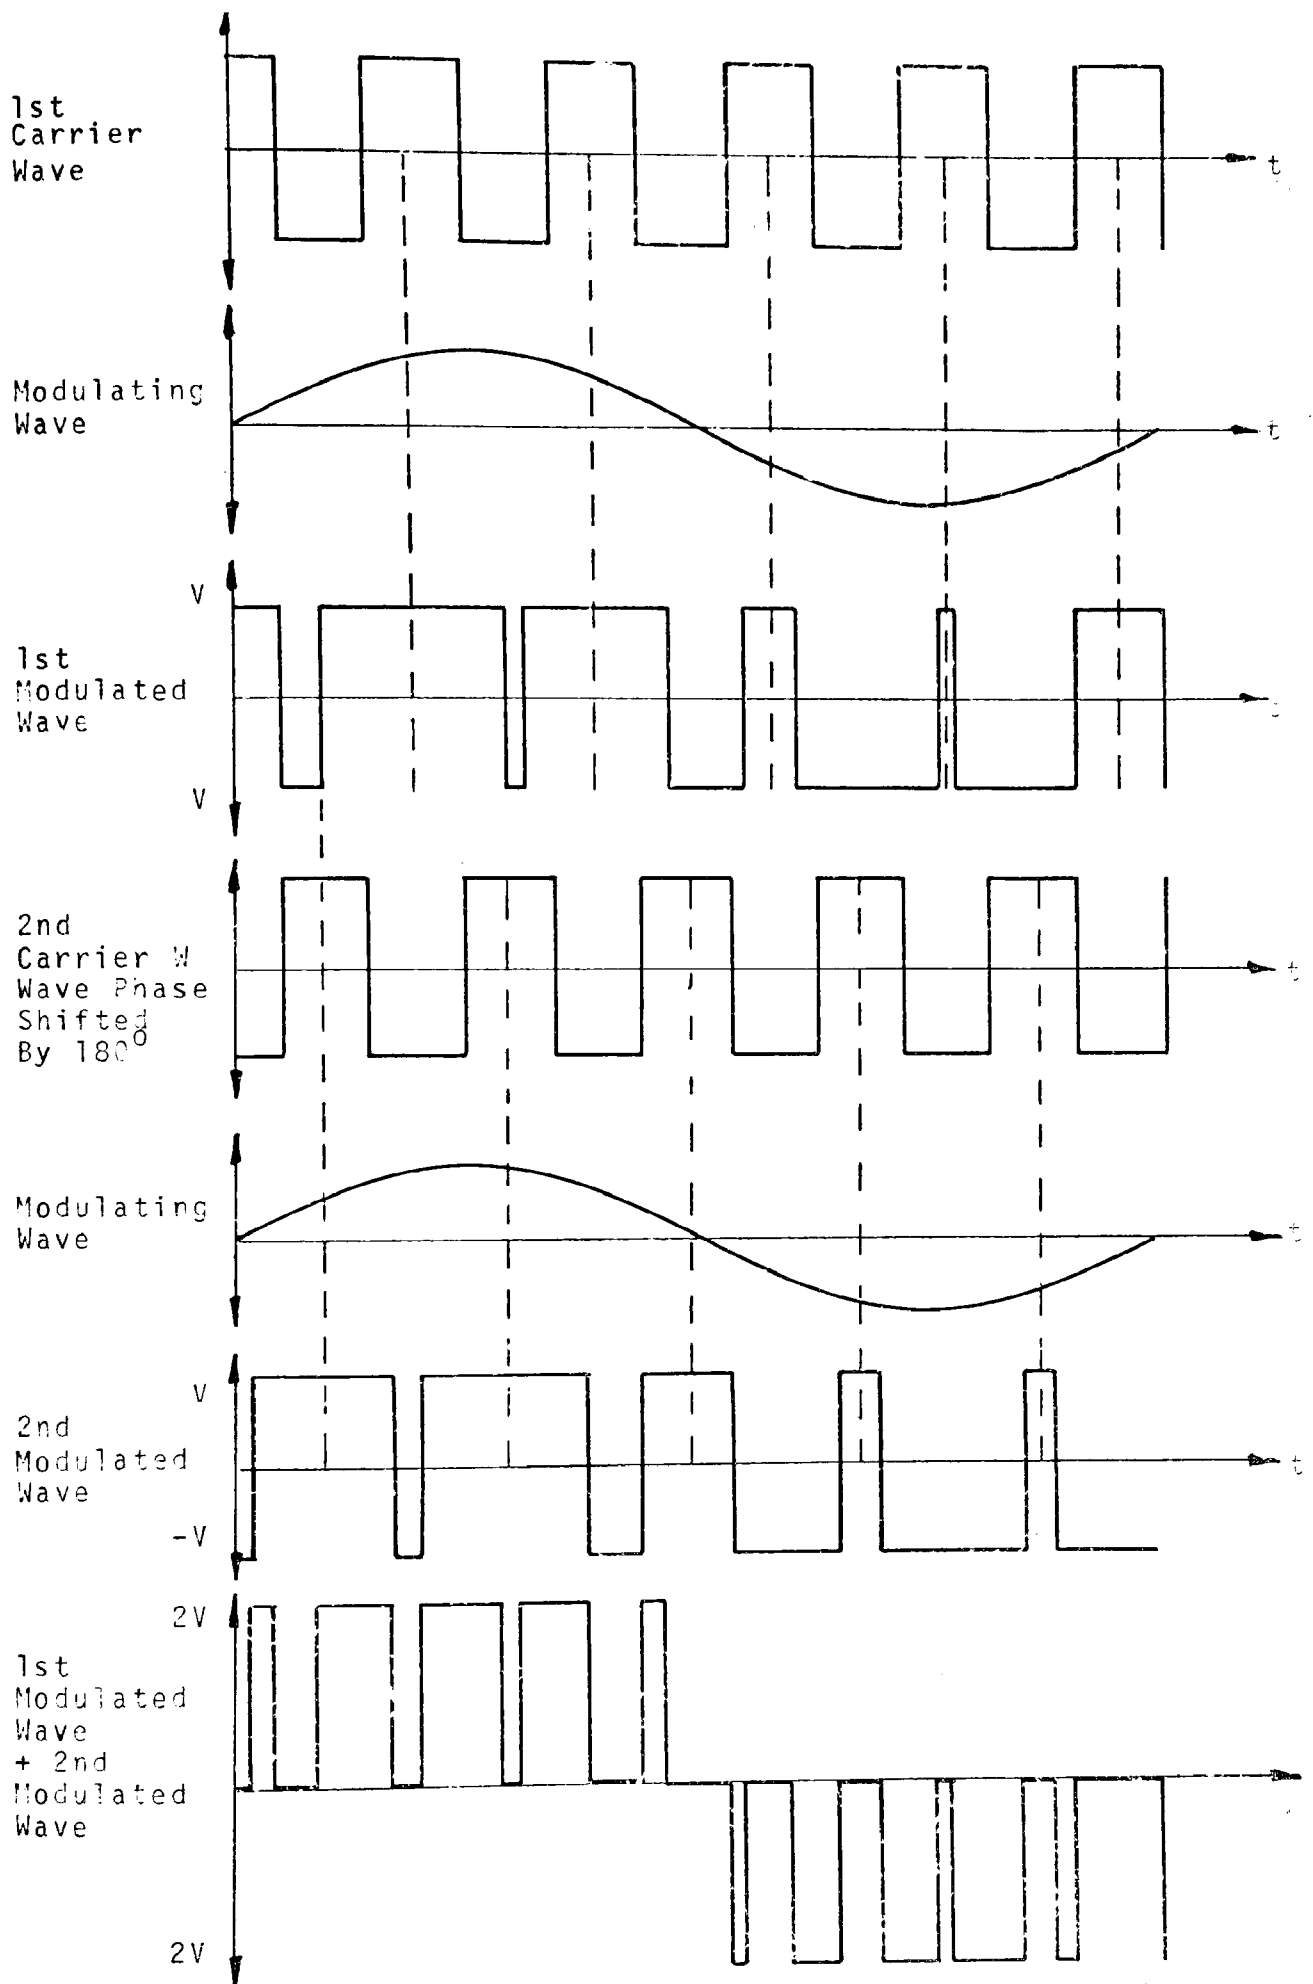 1st
Carrier
Wave
t
Modulating
Wave
t
V
1st
Modulated
Wave
t
V
2nd
Carrier W
Wave Phase
Shifted
By 180°
t
Modulating
Wave
t
V
2nd
Modulated
Wave
t
-V
2V
1st
Modulated
Wave
+ 2nd
Modulated
Wave
2V